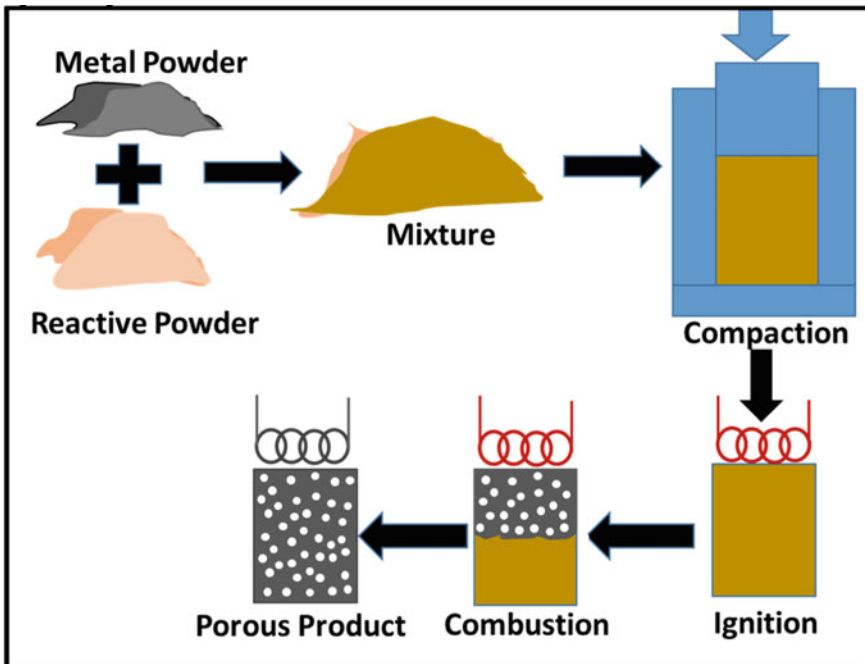 Metal Powder
Reactive Powder
Mixture
Compaction
Ignition
Combustion
Porous Product